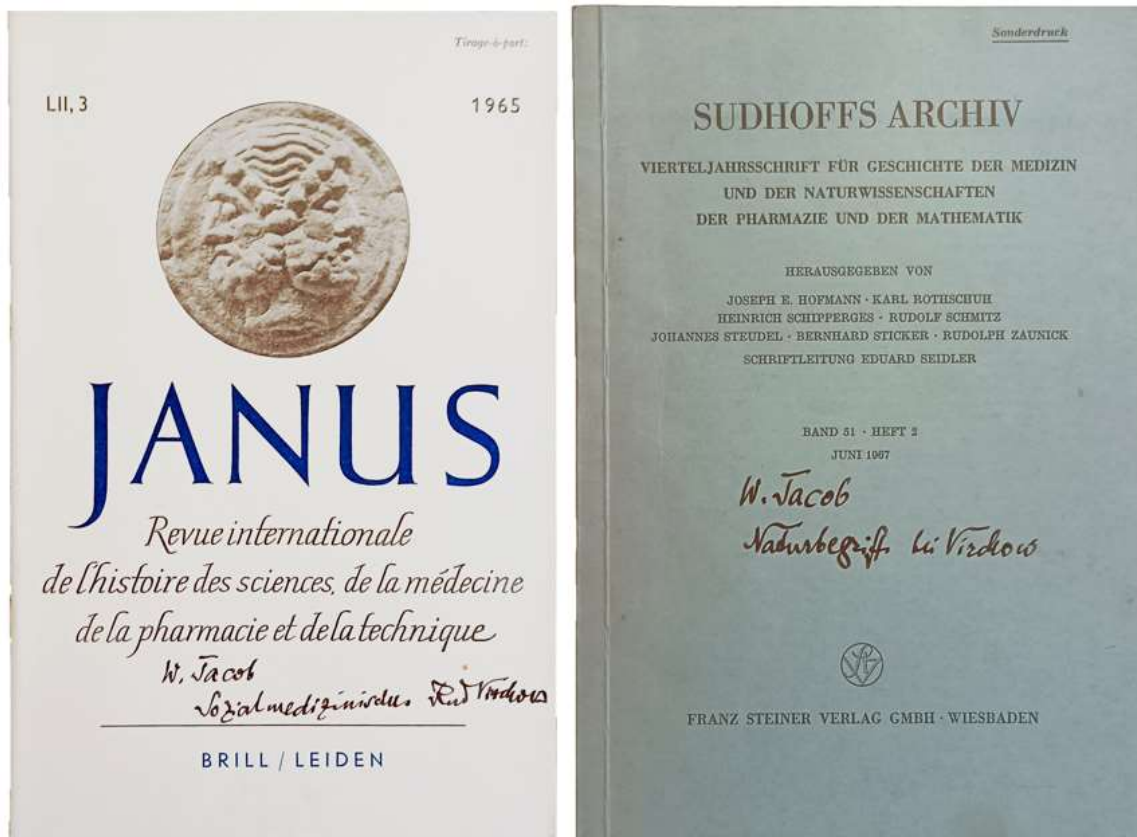 Tirage-à-part:
LII, 3
1965
JANUS
Revue internationale
de l'histoire des sciences, de la médecine
de la pharmacie et de la technique
W. Jacob
Sozialmedizinisches Rud Virchows
BRILL / LEIDEN
Sonderdruck
SUDHOFFS ARCHIV
VIERTELJAHRSSCHRIFT FÜR GESCHICHTE DER MEDIZIN
UND DER NATURWISSENSCHAFTEN
DER PHARMAZIE UND DER MATHEMATIK
HERAUSGEGEBEN VON
JOSEPH E. HOFMANN · KARL ROTHSCHUH
HEINRICH SCHIPPERGES · RUDOLF SCHMITZ
JOHANNES STEUDEL · BERNHARD STICKER · RUDOLPH ZAUNICK
SCHRIFTLEITUNG EDUARD SEIDLER
BAND 51 · HEFT 2
JUNI 1967
W. Jacob
Naturbegriff bei Virchow
FRANZ STEINER VERLAG GMBH · WIESBADEN